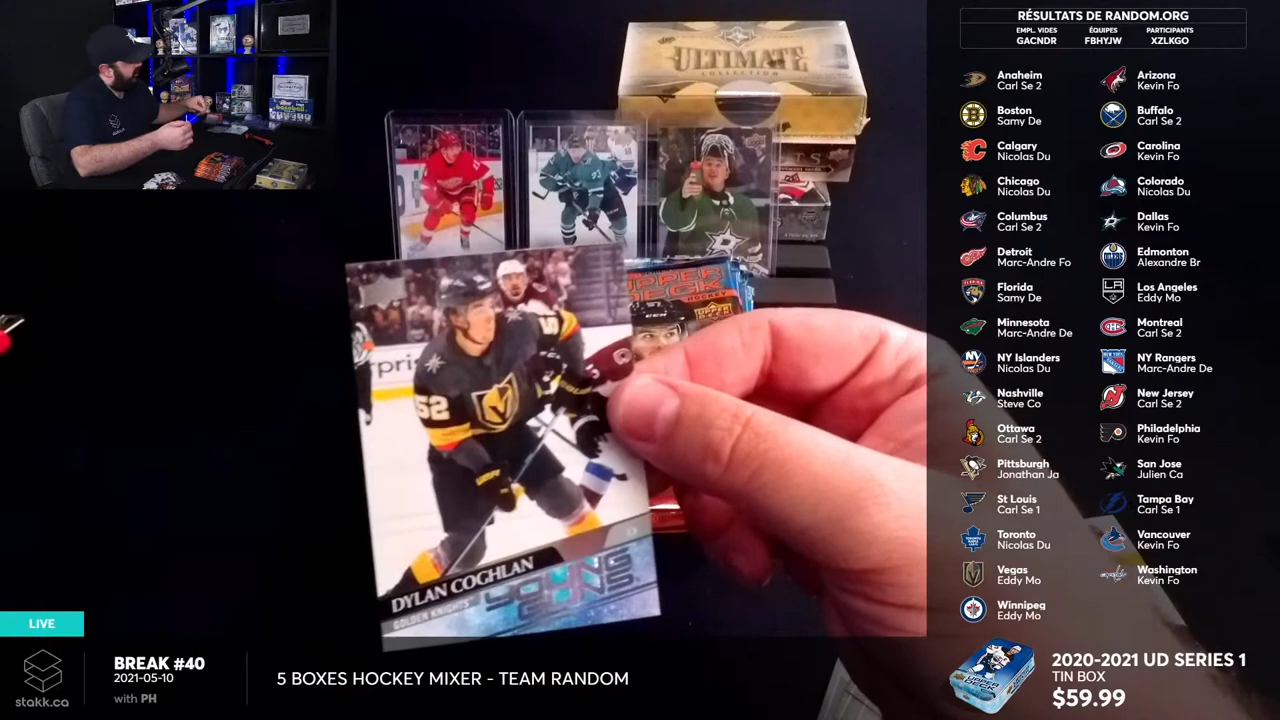 RÉSULTATS DE RANDOM.ORG
EMPL. VIDES
GACNDR
ÉQUIPES
FBHYJW
PARTICIPANTS
XZLKGO
Anaheim
Carl Se 2
Arizona
Kevin Fo
Boston
Samy De
Buffalo
Carl Se 2
Calgary
Nicolas Du
Carolina
Kevin Fo
Chicago
Nicolas Du
Colorado
Nicolas Du
Columbus
Carl Se 2
Dallas
Kevin Fo
Detroit
Marc-Andre Fo
Edmonton
Alexandre Br
Florida
Samy De
Los Angeles
Eddy Mo
Minnesota
Marc-Andre De
Montreal
Carl Se 2
NY Islanders
Nicolas Du
NY Rangers
Marc-Andre De
Nashville
Steve Co
New Jersey
Carl Se 2
Ottawa
Carl Se 2
Philadelphia
Kevin Fo
Pittsburgh
Jonathan Ja
San Jose
Julien Ca
St Louis
Carl Se 1
Tampa Bay
Carl Se 1
Toronto
Nicolas Du
Vancouver
Kevin Fo
Vegas
Eddy Mo
Washington
Kevin Fo
Winnipeg
Eddy Mo
ULTIMATE
COLLECTION
UPPER
DECK
HOCKEY
52
DYLAN COGHLAN
GOLDEN KNIGHTS
YOUNG
GUNS
LIVE
stakk.ca
BREAK #40
2021-05-10
with PH
5 BOXES HOCKEY MIXER - TEAM RANDOM
2020-2021 UD SERIES 1
TIN BOX
$59.99